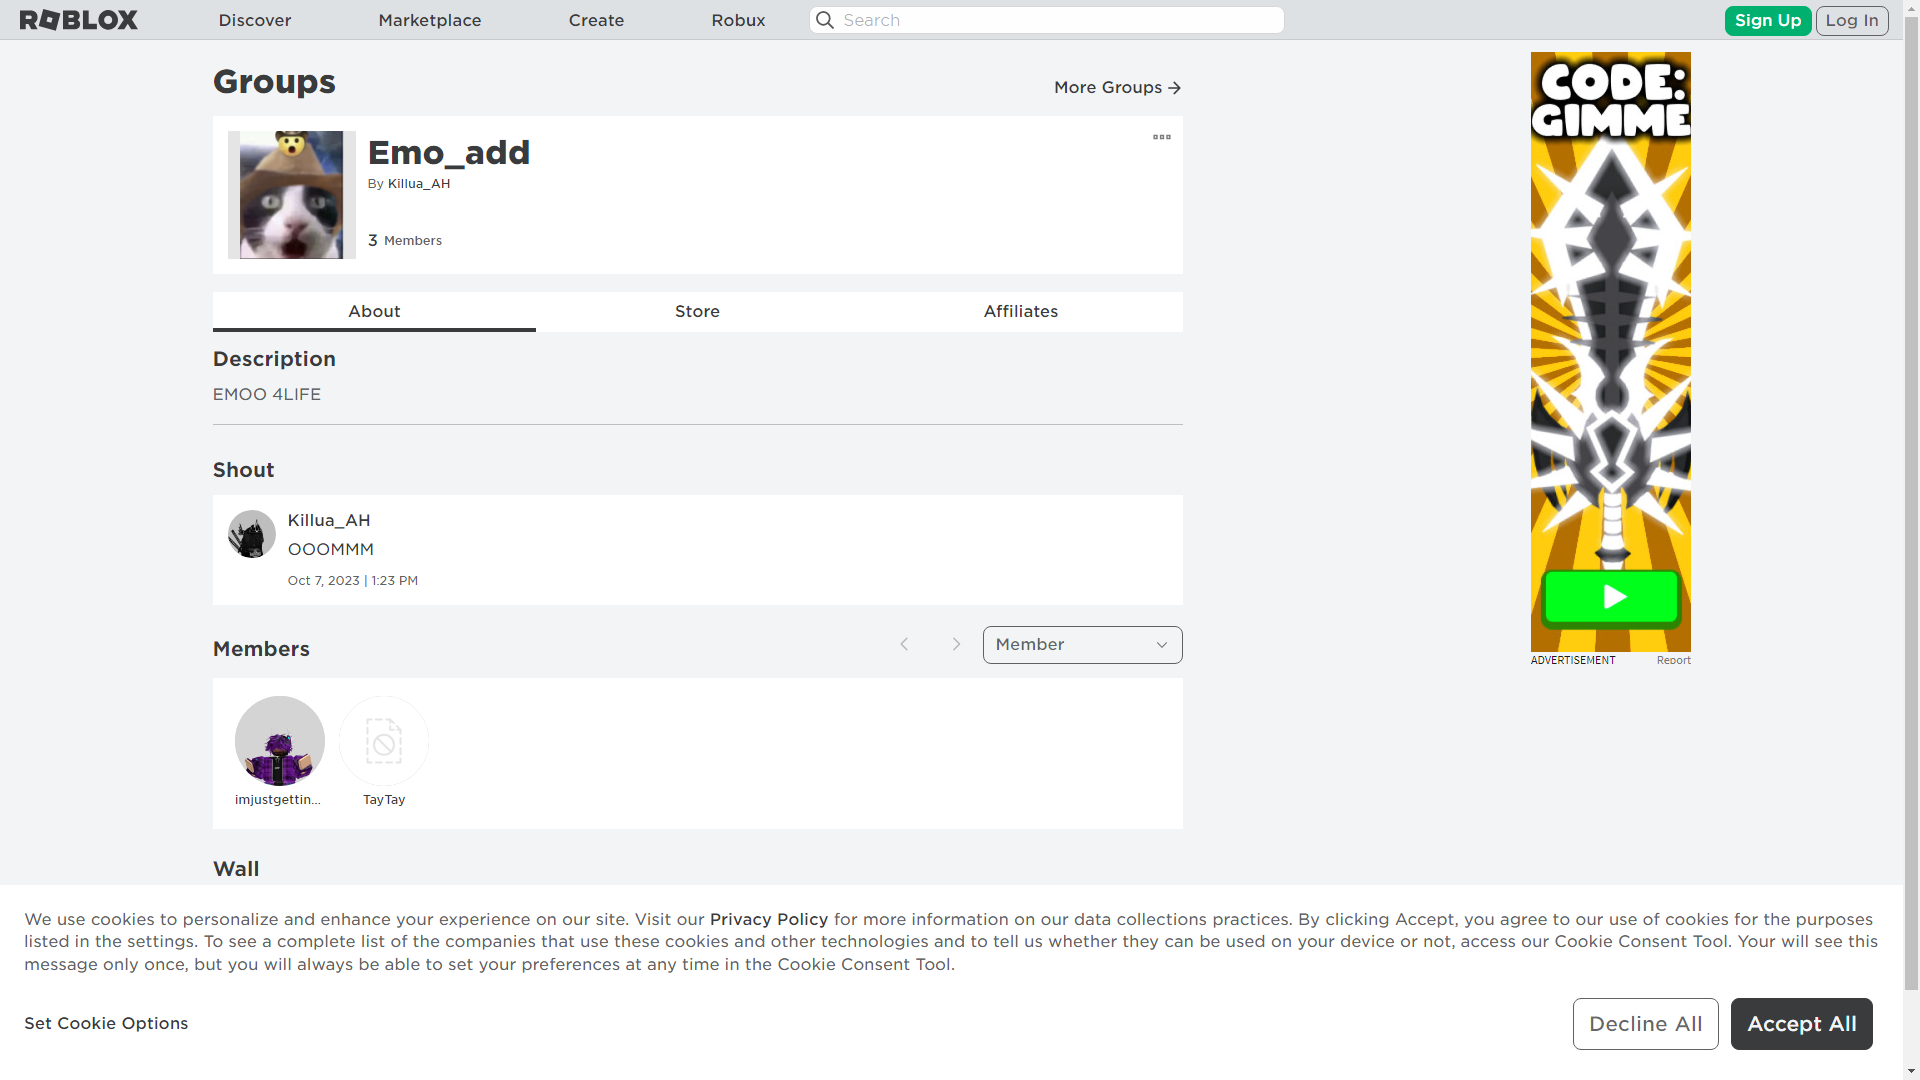 ROBLOX Discover Marketplace Create Robux Search Sign Up Log In
Groups
More Groups
Emo_add
By Killua_AH
3 Members
About Store Affiliates
Description
EMOO 4LIFE
Shout
Killua_AH
OOOMMM
Oct 7, 2023 | 1:23 PM
Members
Member
imjustgettin... TayTay
Wall
CODE:
GIMME
ADVERTISEMENT Report
We use cookies to personalize and enhance your experience on our site. Visit our Privacy Policy for more information on our data collections practices. By clicking Accept, you agree to our use of cookies for the purposes
listed in the settings. To see a complete list of the companies that use these cookies and other technologies and to tell us whether they can be used on your device or not, access our Cookie Consent Tool. Your will see this
message only once, but you will always be able to set your preferences at any time in the Cookie Consent Tool.
Set Cookie Options
Decline All
Accept All